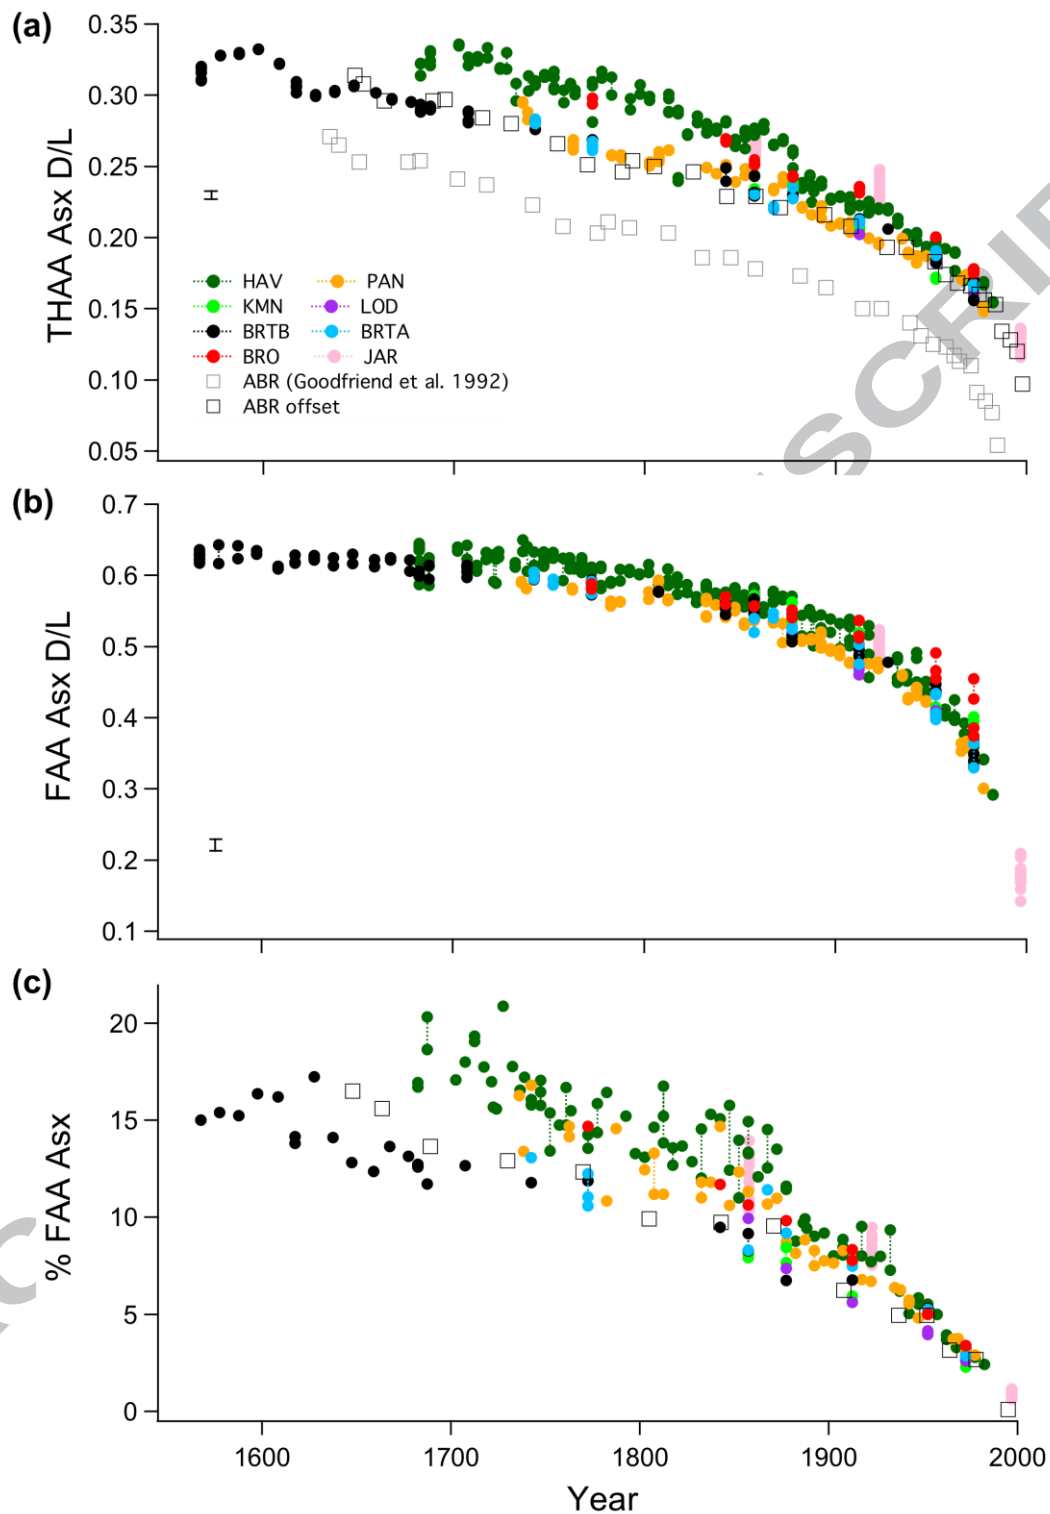 (a)
0.35
0.30
0.25
0.20
0.15
0.10
0.05
THAA Asx D/L
HAV PAN
KMN LOD
BRTB BRTA
BRO JAR
ABR (Goodfriend et al. 1992)
ABR offset
(b)
0.7
0.6
0.5
0.4
0.3
0.2
0.1
FAA Asx D/L
(c)
20
15
10
5
0
% FAA Asx
1600 1700 1800 1900 2000
Year